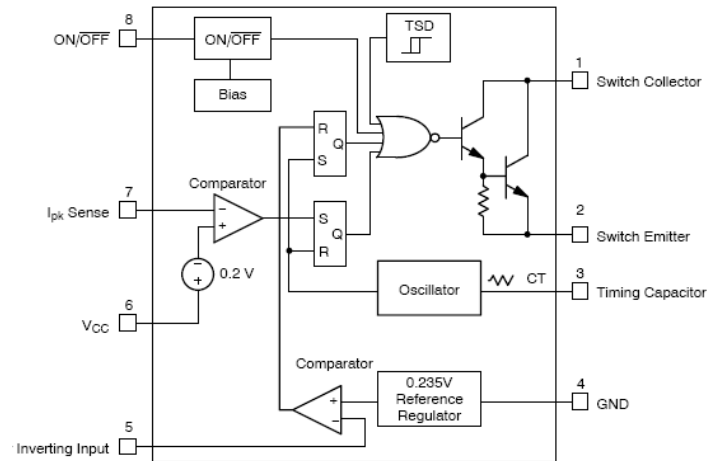 8
ON/OFF
ON/OFF
TSD
Bias
1
Switch Collector
R
S
Q
Comparator
7
Ipk Sense
−
+
S
R
Q
2
Switch Emitter
−
+
0.2 V
Oscillator
CT
3
Timing Capacitor
6
VCC
Comparator
+
−
0.235V
Reference
Regulator
4
GND
5
Inverting Input